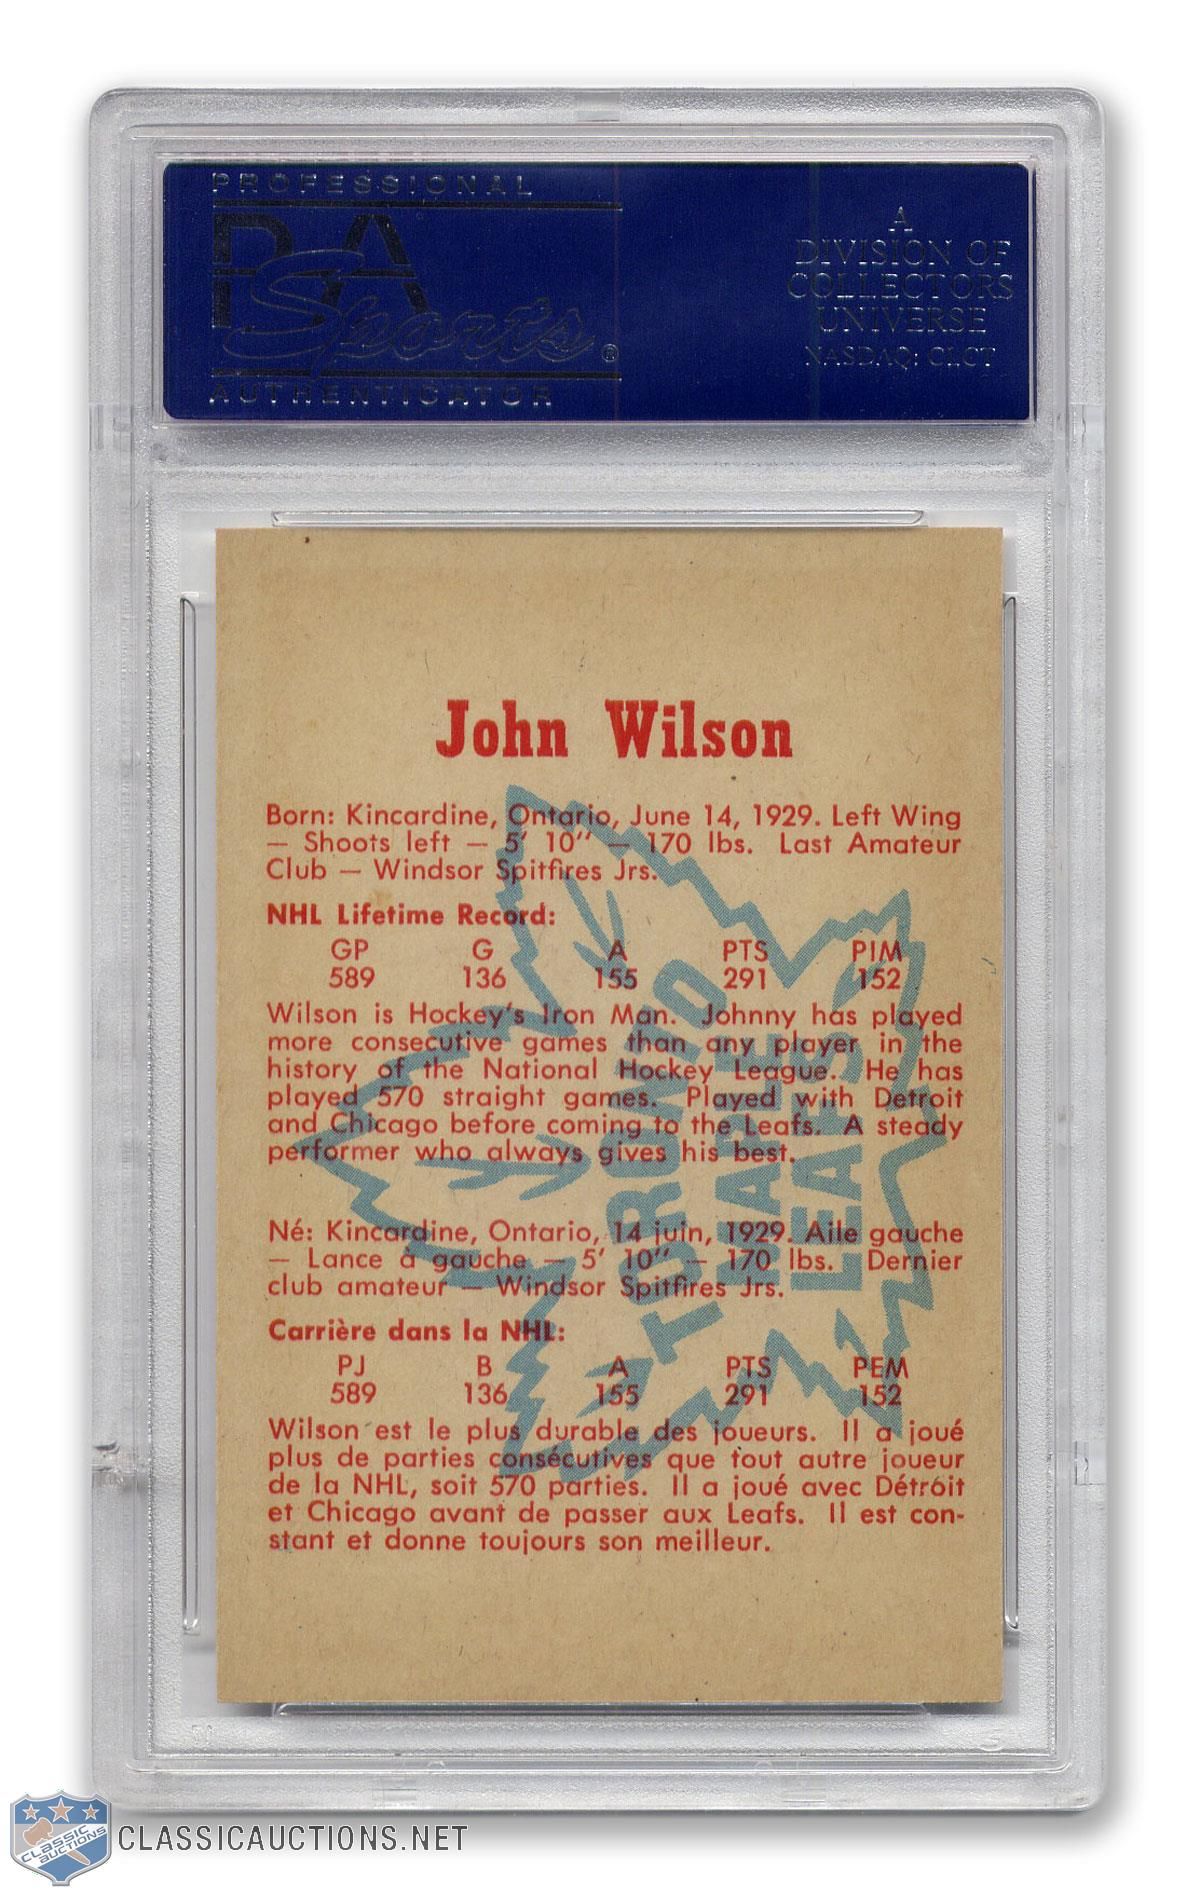 PROFESSIONAL
PSA
Sports®
AUTHENTICATOR
A
DIVISION OF
COLLECTORS
UNIVERSE
NASDAQ: CLCT
John Wilson
Born: Kincardine, Ontario, June 14, 1929. Left Wing
— Shoots left — 5' 10'' — 170 lbs. Last Amateur
Club — Windsor Spitfires Jrs.
NHL Lifetime Record:
GP G A PTS PIM
589 136 155 291 152
Wilson is Hockey's Iron Man. Johnny has played
more consecutive games than any player in the
history of the National Hockey League. He has
played 570 straight games. Played with Detroit
and Chicago before coming to the Leafs. A steady
performer who always gives his best.
Né: Kincardine, Ontario, 14 juin, 1929. Aile gauche
— Lance à gauche — 5' 10'' — 170 lbs. Dernier
club amateur — Windsor Spitfires Jrs.
Carrière dans la NHL:
PJ B A PTS PEM
589 136 155 291 152
Wilson est le plus durable des joueurs. Il a joué
plus de parties consécutives que tout autre joueur
de la NHL, soit 570 parties. Il a joué avec Détroit
et Chicago avant de passer aux Leafs. Il est con-
stant et donne toujours son meilleur.
TORONTO
MAPLE
LEAFS
CLASSIC
AUCTIONS
CLASSICAUCTIONS.NET